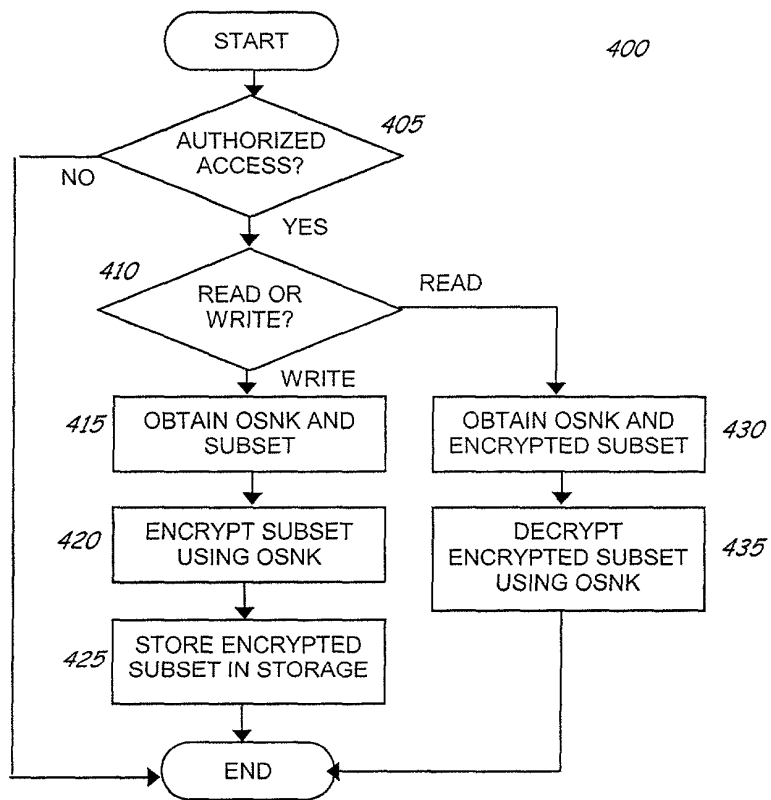 START
400
405
AUTHORIZED
ACCESS?
NO
YES
410
READ OR
WRITE?
READ
WRITE
415
OBTAIN OSNK AND
SUBSET
OBTAIN OSNK AND
ENCRYPTED SUBSET
430
420
ENCRYPT SUBSET
USING OSNK
DECRYPT
ENCRYPTED SUBSET
USING OSNK
435
425
STORE ENCRYPTED
SUBSET IN STORAGE
END